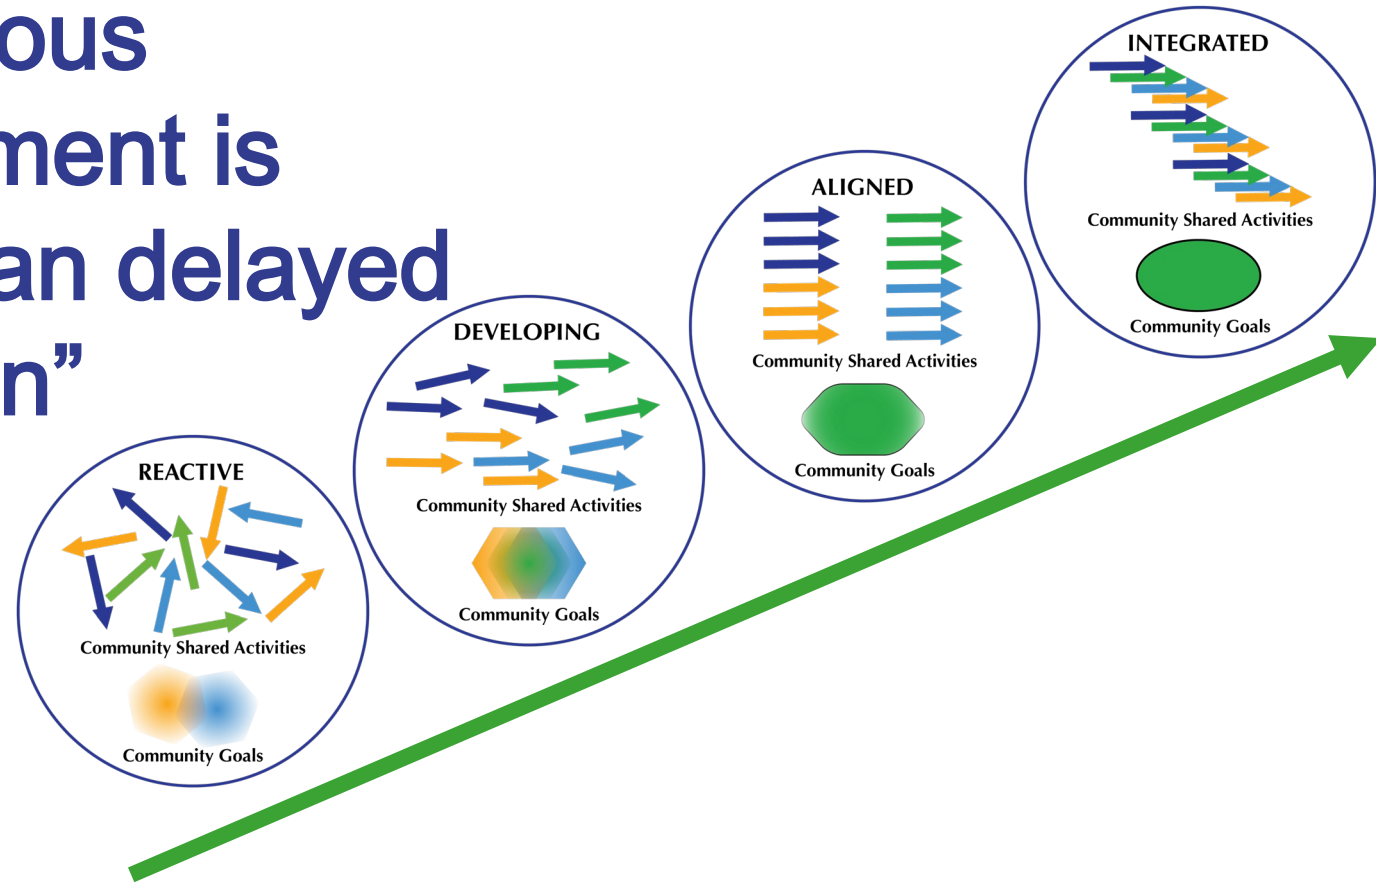 ous
ment is
an delayed
n”
REACTIVE
Community Shared Activities
Community Goals
DEVELOPING
Community Shared Activities
Community Goals
ALIGNED
Community Shared Activities
Community Goals
INTEGRATED
Community Shared Activities
Community Goals